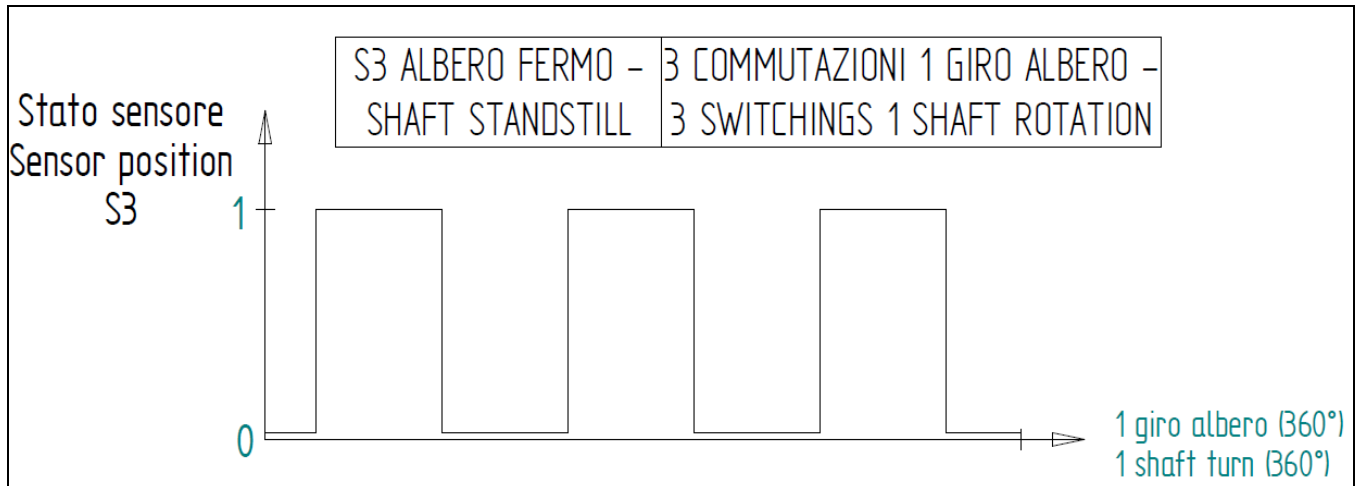 S3 ALBERO FERMO –
SHAFT STANDSTILL
3 COMMUTAZIONI 1 GIRO ALBERO –
3 SWITCHINGS 1 SHAFT ROTATION
Stato sensore
Sensor position
S3
1
0
1 giro albero (360°)
1 shaft turn (360°)